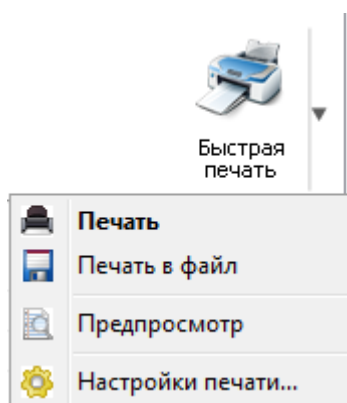 Быстрая
печать
Печать
Печать в файл
Предпросмотр
Настройки печати...